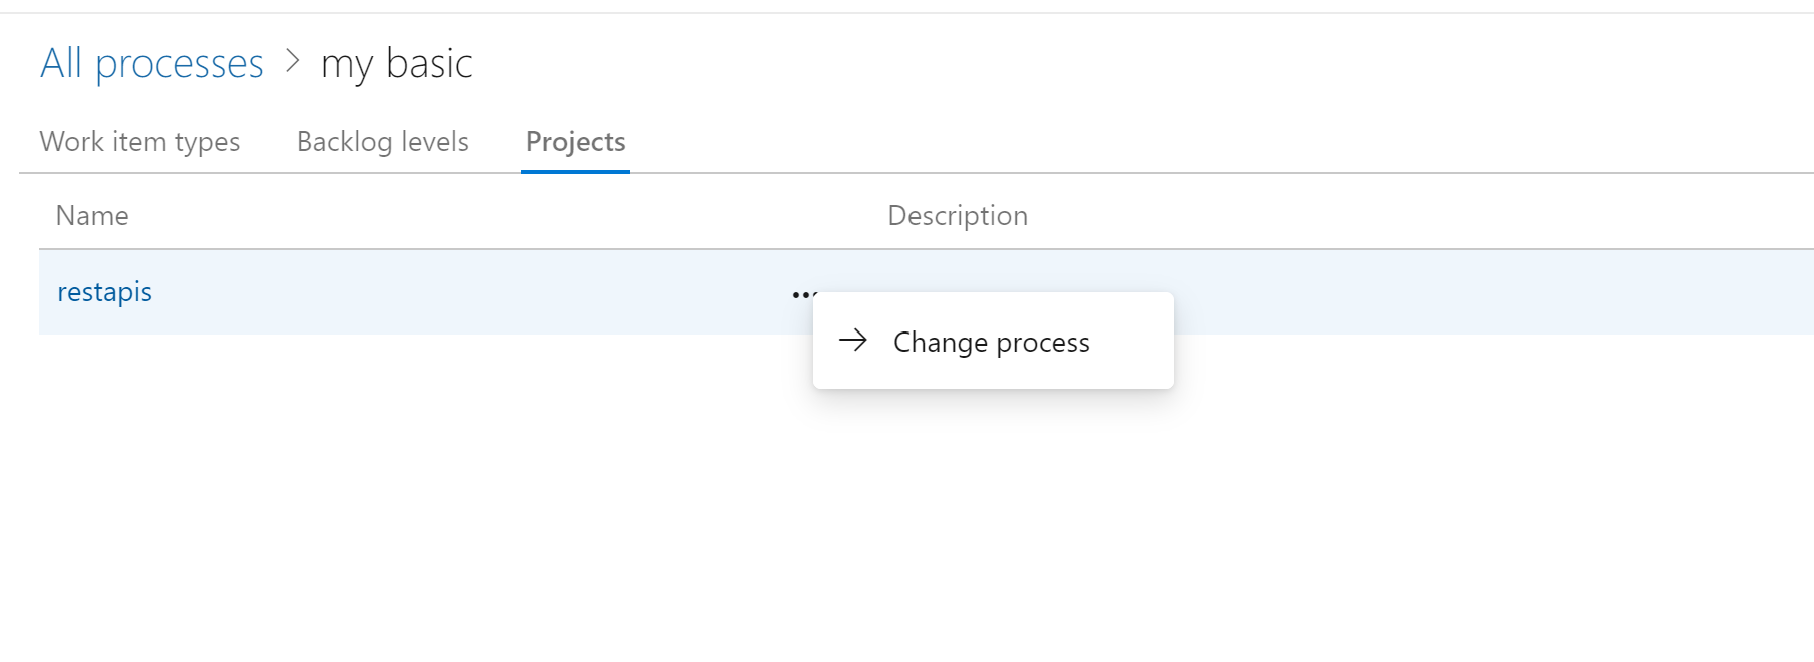 All processes > my basic
Work item types Backlog levels Projects
Name Description
restapis ...
Change process